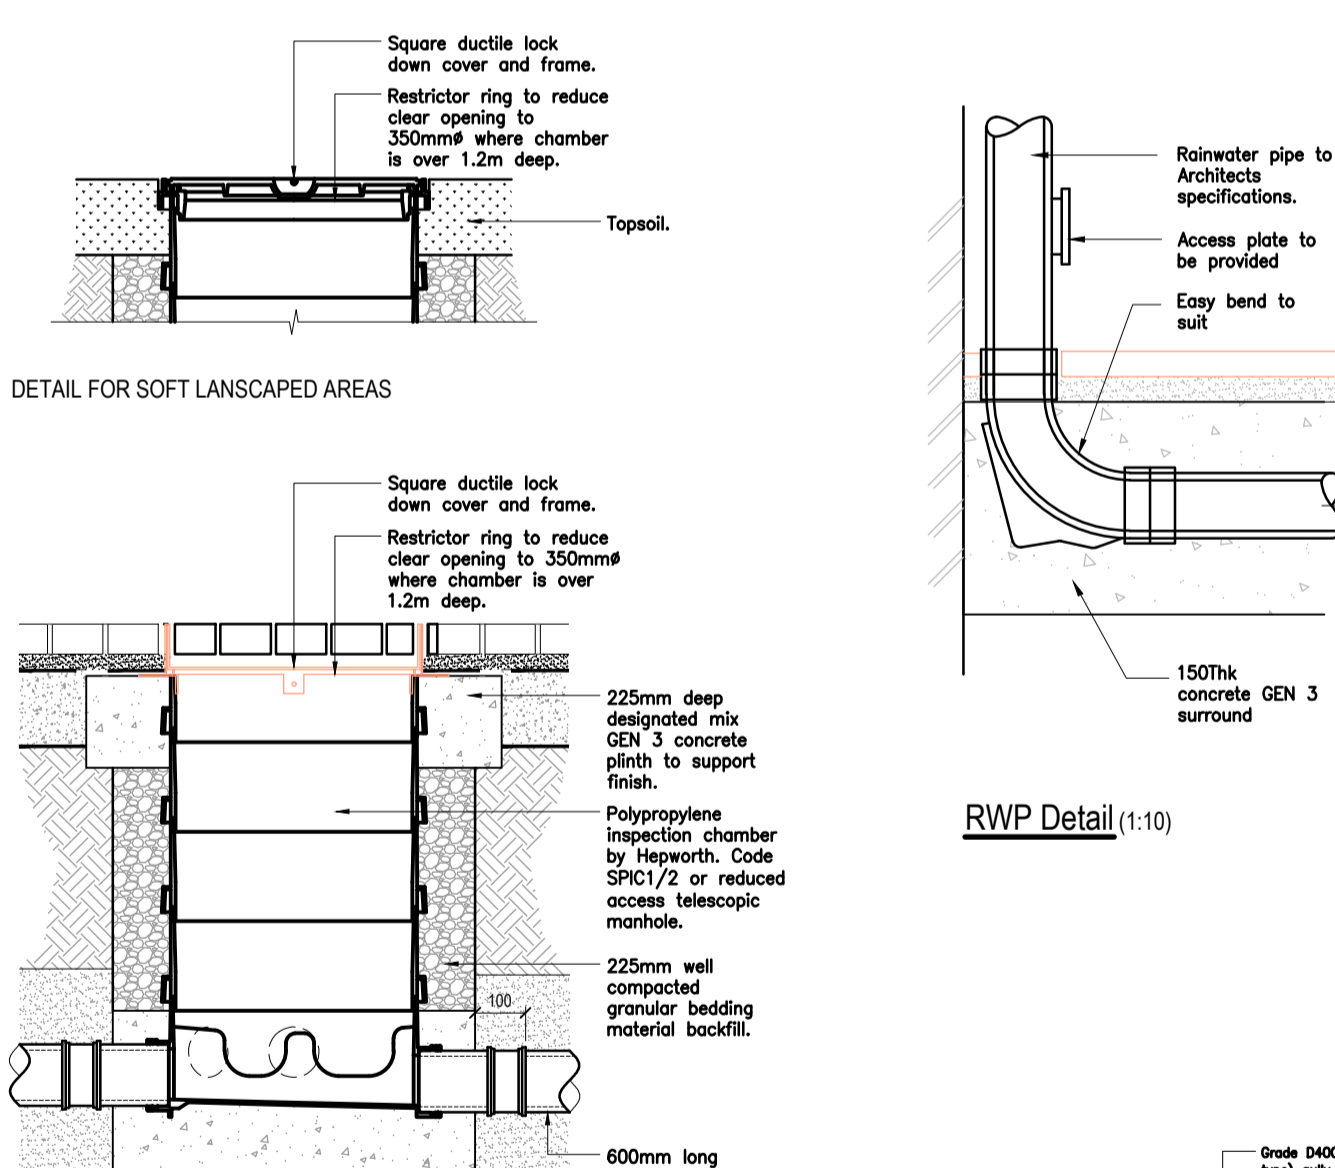 Square ductile lock
down cover and frame.
Restrictor ring to reduce
clear opening to
350mmø where chamber
is over 1.2m deep.
Topsoil.
DETAIL FOR SOFT LANSCAPED AREAS
Square ductile lock
down cover and frame.
Restrictor ring to reduce
clear opening to 350mmø
where chamber is over
1.2m deep.
225mm deep
designated mix
GEN 3 concrete
plinth to support
finish.
Polypropylene
inspection chamber
by Hepworth. Code
SPIC1/2 or reduced
access telescopic
manhole.
225mm well
compacted
granular bedding
material backfill.
100
600mm long
Rainwater pipe to
Architects
specifications.
Access plate to
be provided
Easy bend to
suit
150Thk
concrete GEN 3
surround
RWP Detail (1:10)
Grade D400